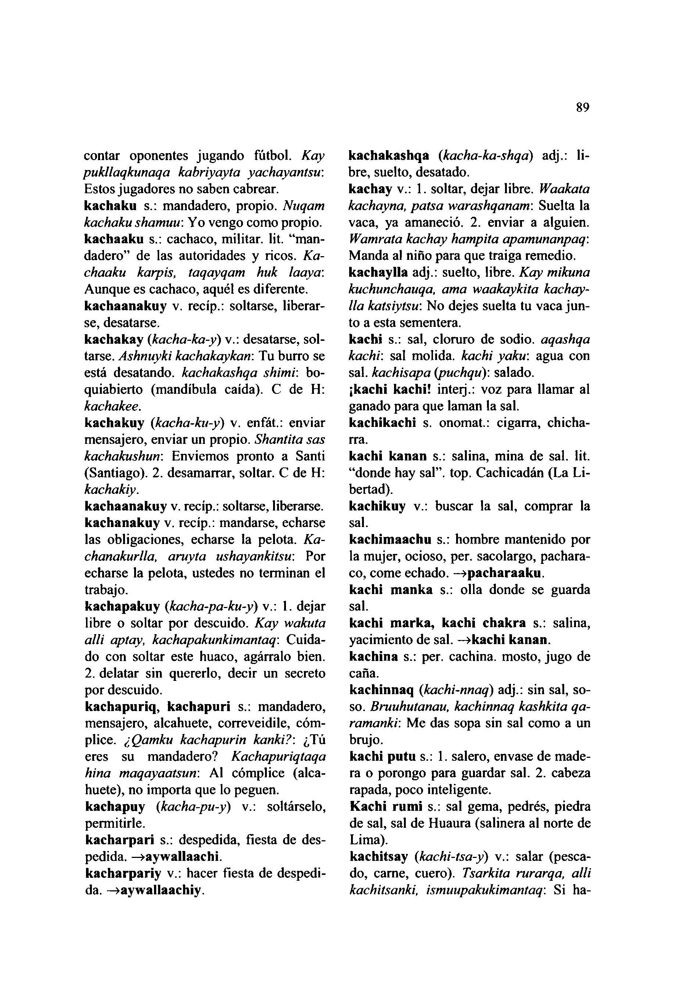 89
contar oponentes jugando fútbol. Kay
pukllaqkunaqa kabriyayta yachayantsu:
Estos jugadores no saben cabrear.
kachaku s.: mandadero, propio. Nuqam
kachaku shamuu: Yo vengo como propio.
kachaaku s.: cachaco, militar. lit. “man-
dadero” de las autoridades y ricos. Ka-
chaaku karpis, taqayqam huk laaya:
Aunque es cachaco, aquél es diferente.
kachaanakuy v. recíp.: soltarse, liberar-
se, desatarse.
kachakay (kacha-ka-y) v.: desatarse, sol-
tarse. Ashnuyki kachakaykan: Tu burro se
está desatando. kachakashqa shimi: bo-
quiabierto (mandíbula caída). C de H:
kachakee.
kachakuy (kacha-ku-y) v. enfát.: enviar
mensajero, enviar un propio. Shantita sas
kachakushun: Enviemos pronto a Santi
(Santiago). 2. desamarrar, soltar. C de H:
kachakiy.
kachaanakuy v. recíp.: soltarse, liberarse.
kachanakuy v. recíp.: mandarse, echarse
las obligaciones, echarse la pelota. Ka-
chanakurlla, aruyta ushayankitsu: Por
echarse la pelota, ustedes no terminan el
trabajo.
kachapakuy (kacha-pa-ku-y) v.: 1. dejar
libre o soltar por descuido. Kay wakuta
alli aptay, kachapakunkimantaq: Cuida-
do con soltar este huaco, agárralo bien.
2. delatar sin quererlo, decir un secreto
por descuido.
kachapuriq, kachapuri s.: mandadero,
mensajero, alcahuete, correveidile, cóm-
plice. ¿Qamku kachapurin kanki?: ¿Tú
eres su mandadero? Kachapuriqtaqa
hina maqayaatsun: Al cómplice (alca-
huete), no importa que lo peguen.
kachapuy (kacha-pu-y) v.: soltárselo,
permitirle.
kacharpari s.: despedida, fiesta de des-
pedida. →aywallaachi.
kacharpariy v.: hacer fiesta de despedi-
da. →aywallaachiy.
kachakashqa (kacha-ka-shqa) adj.: li-
bre, suelto, desatado.
kachay v.: 1. soltar, dejar libre. Waakata
kachayna, patsa warashqanam: Suelta la
vaca, ya amaneció. 2. enviar a alguien.
Wamrata kachay hampita apamunanpaq:
Manda al niño para que traiga remedio.
kachaylla adj.: suelto, libre. Kay mikuna
kuchunchauqa, ama waakaykita kachay-
lla katsiytsu: No dejes suelta tu vaca jun-
to a esta sementera.
kachi s.: sal, cloruro de sodio. aqashqa
kachi: sal molida. kachi yaku: agua con
sal. kachisapa (puchqu): salado.
¡kachi kachi! interj.: voz para llamar al
ganado para que laman la sal.
kachikachi s. onomat.: cigarra, chicha-
rra.
kachi kanan s.: salina, mina de sal. lit.
“donde hay sal”. top. Cachicadán (La Li-
bertad).
kachikuy v.: buscar la sal, comprar la
sal.
kachimaachu s.: hombre mantenido por
la mujer, ocioso, per. sacolargo, pachara-
co, come echado. →pacharaaku.
kachi manka s.: olla donde se guarda
sal.
kachi marka, kachi chakra s.: salina,
yacimiento de sal. →kachi kanan.
kachina s.: per. cachina. mosto, jugo de
caña.
kachinnaq (kachi-nnaq) adj.: sin sal, so-
so. Bruuhutanau, kachinnaq kashkita qa-
ramanki: Me das sopa sin sal como a un
brujo.
kachi putu s.: 1. salero, envase de made-
ra o porongo para guardar sal. 2. cabeza
rapada, poco inteligente.
Kachi rumi s.: sal gema, pedrés, piedra
de sal, sal de Huaura (salinera al norte de
Lima).
kachitsay (kachi-tsa-y) v.: salar (pesca-
do, carne, cuero). Tsarkita rurarqa, alli
kachitsanki, ismuupakukimantaq: Si ha-